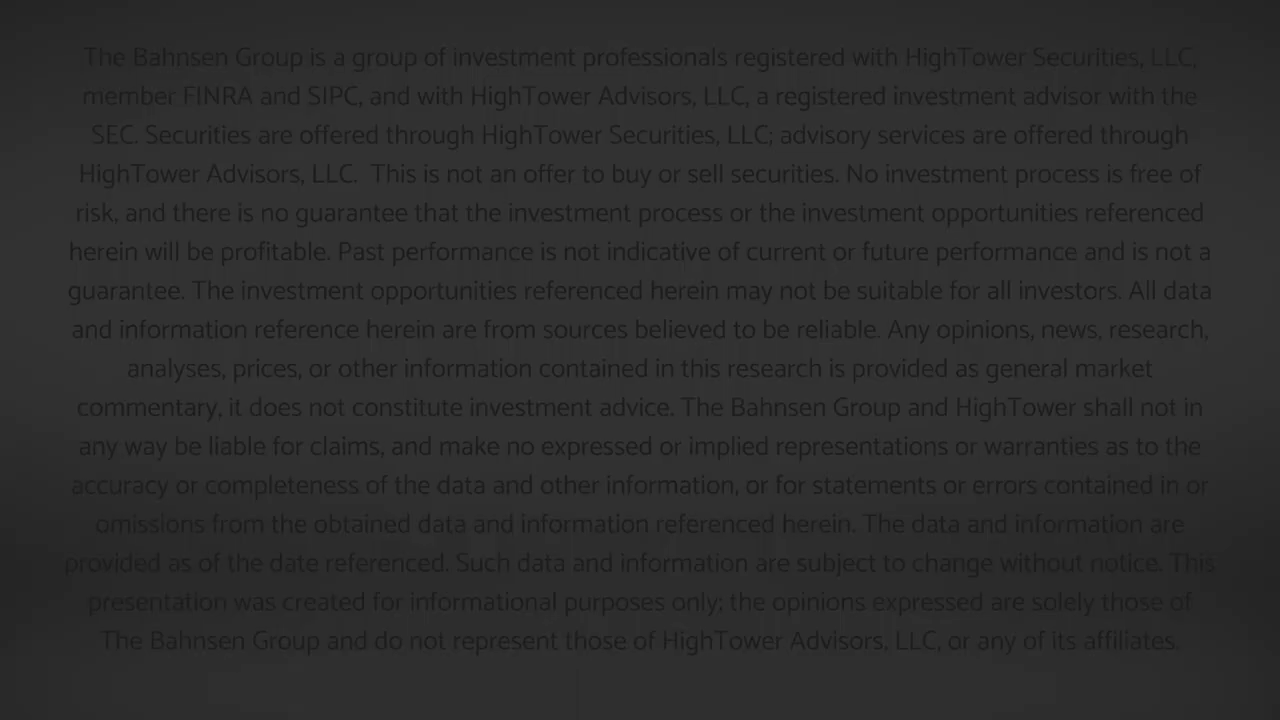 The Bahnsen Group is a group of investment professionals registered with HighTower Securities, LLC,
member FINRA and SIPC, and with HighTower Advisors, LLC, a registered investment advisor with the
SEC. Securities are offered through HighTower Securities, LLC; advisory services are offered through
HighTower Advisors, LLC.  This is not an offer to buy or sell securities. No investment process is free of
risk, and there is no guarantee that the investment process or the investment opportunities referenced
herein will be profitable. Past performance is not indicative of current or future performance and is not a
guarantee. The investment opportunities referenced herein may not be suitable for all investors. All data
and information reference herein are from sources believed to be reliable. Any opinions, news, research,
analyses, prices, or other information contained in this research is provided as general market
commentary, it does not constitute investment advice. The Bahnsen Group and HighTower shall not in
any way be liable for claims, and make no expressed or implied representations or warranties as to the
accuracy or completeness of the data and other information, or for statements or errors contained in or
omissions from the obtained data and information referenced herein. The data and information are
provided as of the date referenced. Such data and information are subject to change without notice. This
presentation was created for informational purposes only; the opinions expressed are solely those of
The Bahnsen Group and do not represent those of HighTower Advisors, LLC, or any of its affiliates.